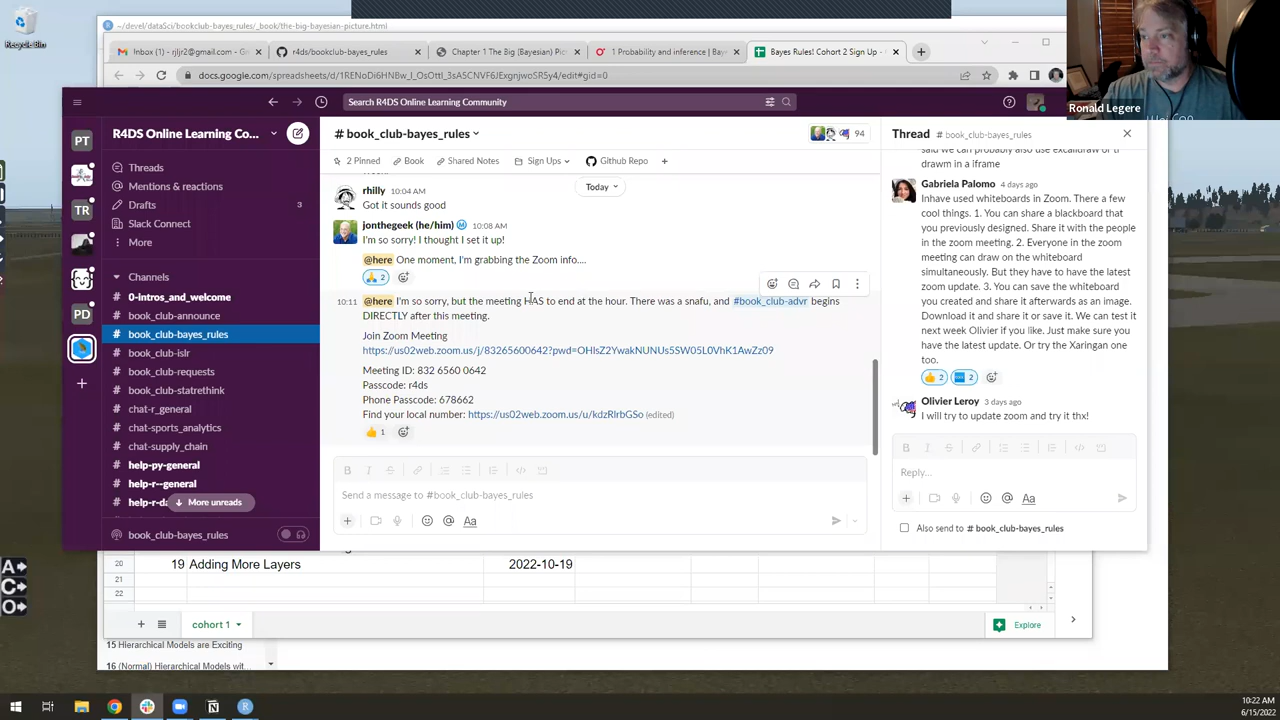 ~/devel/dataSci/bookclub-bayes_rules/_book/the-big-bayesian-picture.html
Recycle Bin
Inbox (1) - rjljr2@gmail.com - G
r4ds/bookclub-bayes_rules
Chapter 1 The Big (Bayesian) Pictu
1 Probability and inference | Baye
Bayes Rules! Cohort 2 Sign Up -
Ronald Legere
Search R4DS Online Learning Community
R4DS Online Learning Co...
# book_club-bayes_rules
94
Thread # book_club-bayes_rules
2 Pinned
Book
Shared Notes
Sign Ups
Github Repo
PT
TR
PD
Threads
Mentions & reactions
Drafts 3
Slack Connect
More
Channels
# 0-intros_and_welcome
# book_club-announce
# book_club-bayes_rules
# book_club-islr
# book_club-requests
# book_club-statrethink
# chat-r_general
# chat-sports_analytics
# chat-supply_chain
# help-py-general
# help-r--general
# help-r-da
More unreads
book_club-bayes_rules
Today
rhilly 10:04 AM
Got it sounds good
jonthegeek (he/him) 10:08 AM
I'm so sorry! I thought I set it up!
@here One moment, I'm grabbing the Zoom info....
2
10:11 @here I'm so sorry, but the meeting HAS to end at the hour. There was a snafu, and #book_club-advr begins
DIRECTLY after this meeting.
Join Zoom Meeting
https://us02web.zoom.us/j/83265600642?pwd=OHlsZ2YwakNUNUs5SW05L0VhK1AwZz09
Meeting ID: 832 6560 0642
Passcode: r4ds
Phone Passcode: 678662
Find your local number: https://us02web.zoom.us/u/kdzRlrbGSo (edited)
1
Send a message to #book_club-bayes_rules
said we can probably also use excalidraw or tl
drawm in a iframe
Gabriela Palomo 4 days ago
Inhave used whiteboards in Zoom. There a few
cool things. 1. You can share a blackboard that
you previously designed. Share it with the people
in the zoom meeting. 2. Everyone in the zoom
meeting can draw on the whiteboard
simultaneously. But they have to have the latest
zoom update. 3. You can save the whiteboard
you created and share it afterwards as an image.
Download it and share it or save it. We can test it
next week Olivier if you like. Just make sure you
have the latest update. Or try the Xaringan one
too.
2 2
Olivier Leroy 3 days ago
I will try to update zoom and try it thx!
Reply...
Also send to # book_club-bayes_rules
A
C
O
20 19 Adding More Layers 2022-10-19
21
22
cohort 1
Explore
15 Hierarchical Models are Exciting
16 (Normal) Hierarchical Models wit...
10:22 AM
6/15/2022